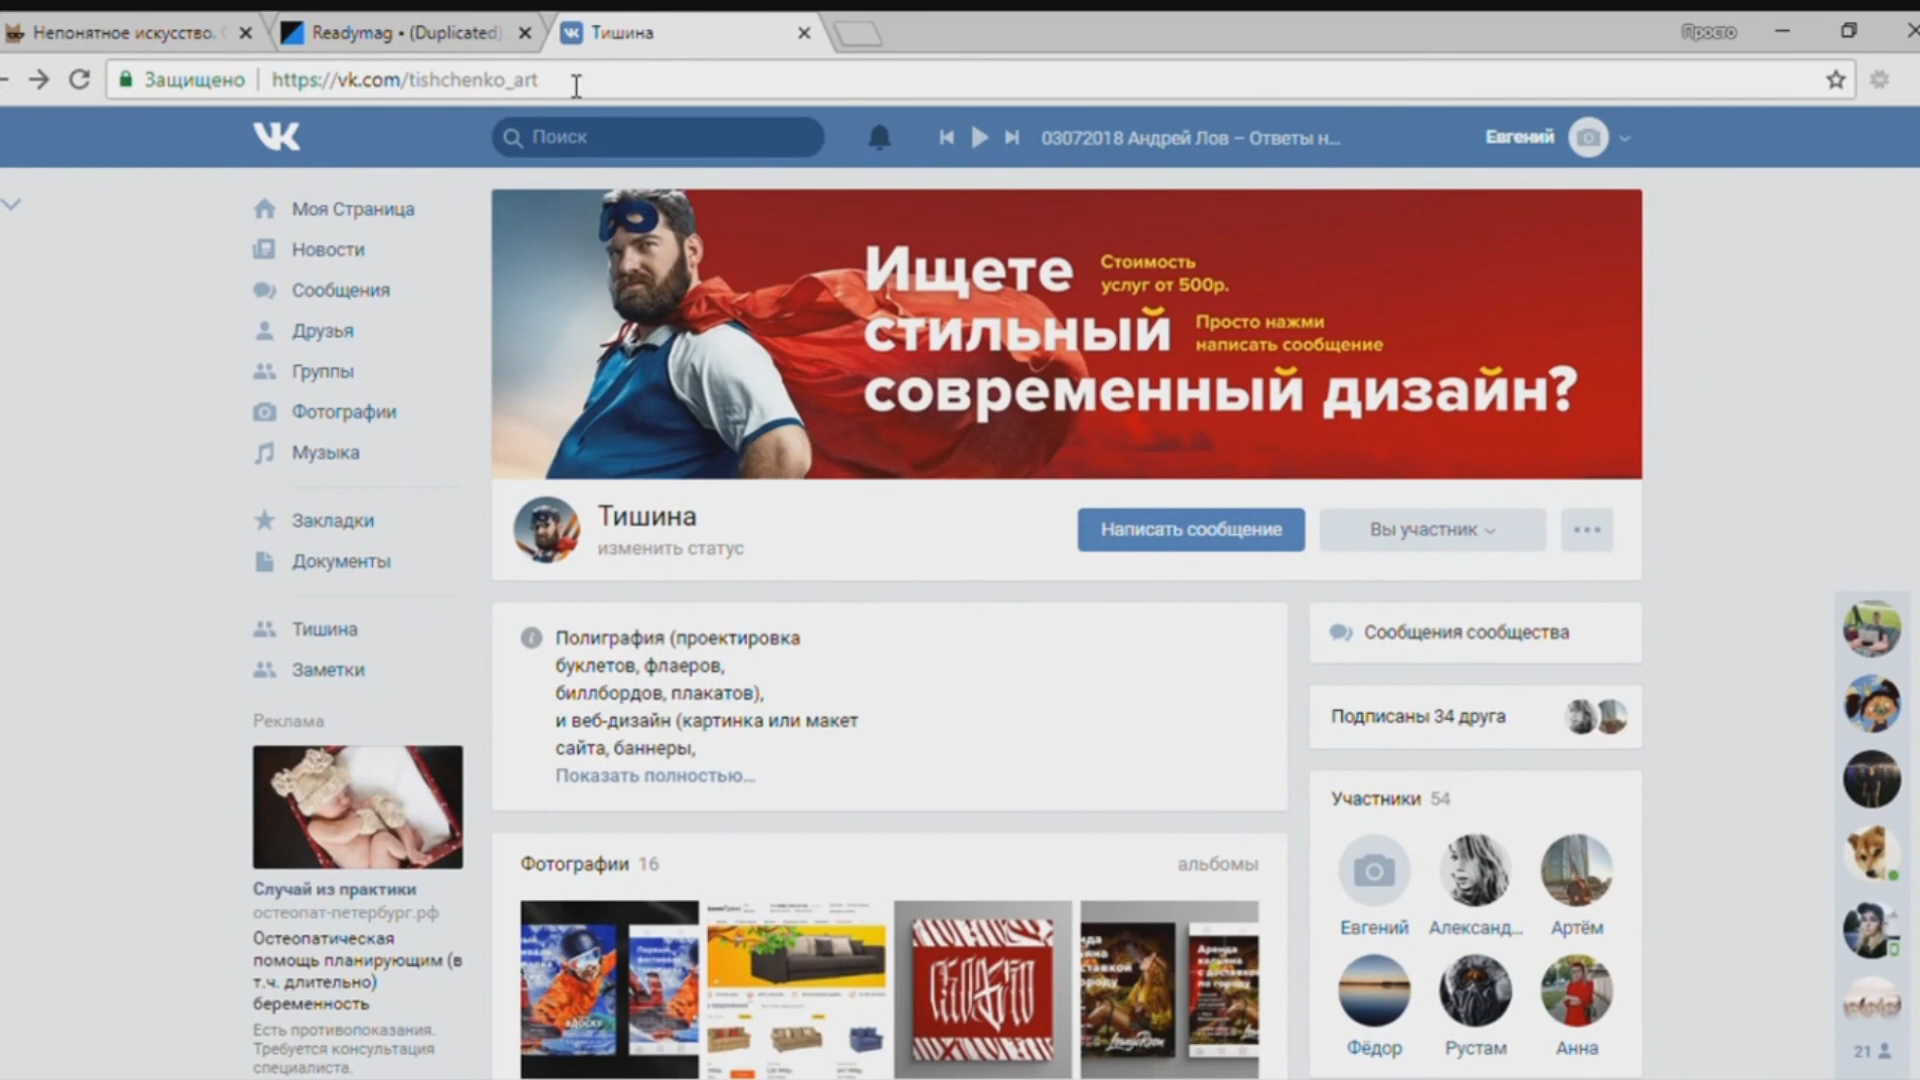 Непонятное искусство.
Readymag • (Duplicated)
Тишина
Просто
Защищено
https://vk.com/tishchenko_art
Поиск
03072018 Андрей Лов – Ответы н...
Евгений
Моя Страница
Новости
Сообщения
Друзья
Группы
Фотографии
Музыка
Закладки
Документы
Тишина
Заметки
Реклама
Случай из практики
остеопат-петербург.рф
Остеопатическая
помощь планирующим (в
т.ч. длительно)
беременность
Есть противопоказания.
Требуется консультация
специалиста.
Ищете
стильный
современный дизайн?
Стоимость
услуг от 500р.
Просто нажми
написать сообщение
Тишина
изменить статус
Написать сообщение
Вы участник
Полиграфия (проектировка
буклетов, флаеров,
биллбордов, плакатов),
и веб-дизайн (картинка или макет
сайта, баннеры,
Показать полностью...
Фотографии 16
альбомы
Сообщения сообщества
Подписаны 34 друга
Участники 54
Евгений
Александ...
Артём
Фёдор
Рустам
Анна
21